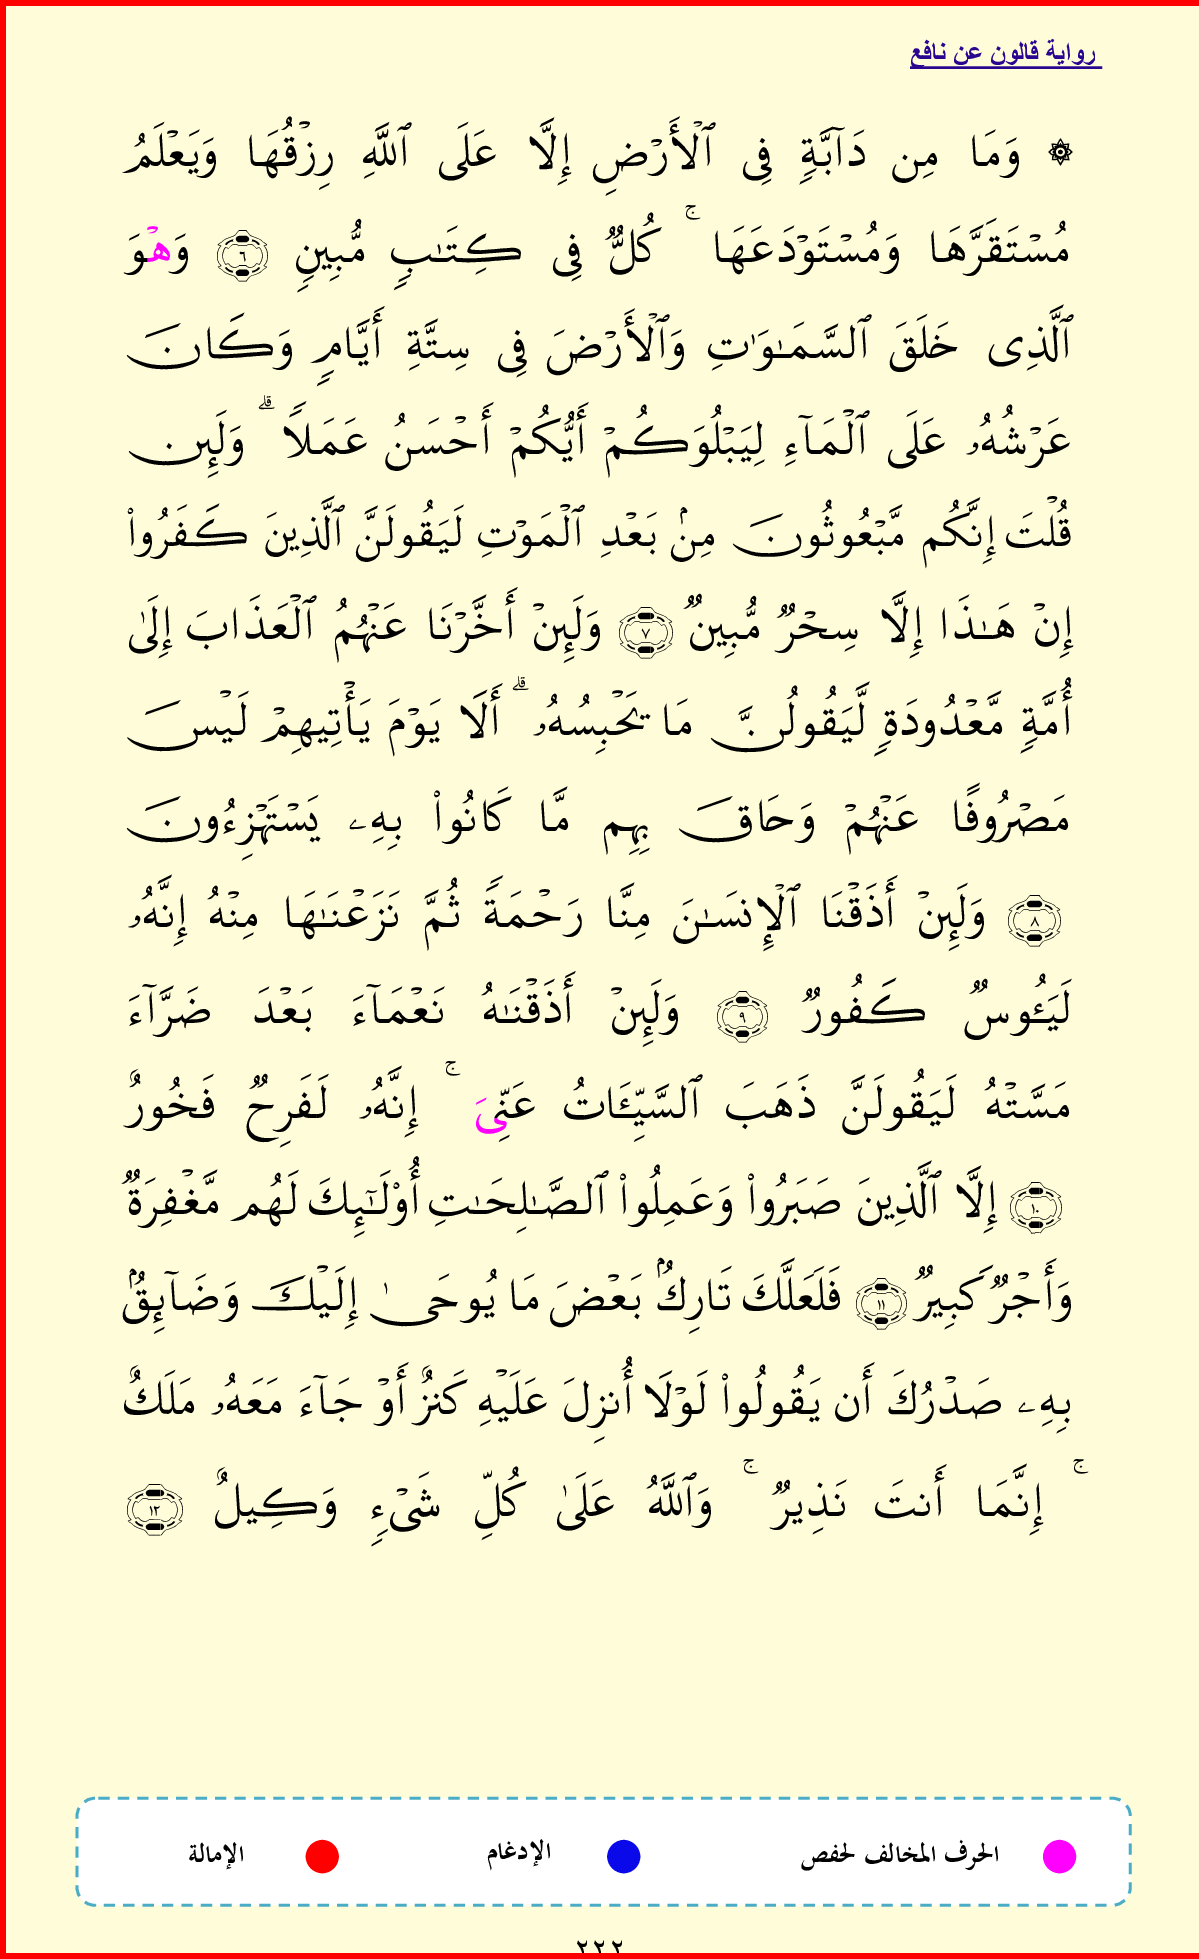 رواية قالون عن نافع
۞ وَمَا مِن دَآبَّةٖ فِي ٱلۡأَرۡضِ إِلَّا عَلَى ٱللَّهِ رِزۡقُهَا وَيَعۡلَمُ
مُسۡتَقَرَّهَا وَمُسۡتَوۡدَعَهَا ۚ كُلّٞ فِي كِتَٰبٖ مُّبِينٖ ٦ وَهۡوَ
ٱلَّذِي خَلَقَ ٱلسَّمَٰوَٰتِ وَٱلۡأَرۡضَ فِي سِتَّةِ أَيَّامٖ وَكَانَ
عَرۡشُهُۥ عَلَى ٱلۡمَآءِ لِيَبۡلُوَكُمۡ أَيُّكُمۡ أَحۡسَنُ عَمَلٗا ۗ وَلَئِن
قُلۡتَ إِنَّكُم مَّبۡعُوثُونَ مِنۢ بَعۡدِ ٱلۡمَوۡتِ لَيَقُولَنَّ ٱلَّذِينَ كَفَرُواْ
إِنۡ هَٰذَا إِلَّا سِحۡرٞ مُّبِينٞ ٧ وَلَئِنۡ أَخَّرۡنَا عَنۡهُمُ ٱلۡعَذَابَ إِلَىٰ
أُمَّةٖ مَّعۡدُودَةٖ لَّيَقُولُنَّ مَا يَحۡبِسُهُۥ ۗ أَلَا يَوۡمَ يَأۡتِيهِمۡ لَيۡسَ
مَصۡرُوفًا عَنۡهُمۡ وَحَاقَ بِهِم مَّا كَانُواْ بِهِۦ يَسۡتَهۡزِءُونَ
٨ وَلَئِنۡ أَذَقۡنَا ٱلۡإِنسَٰنَ مِنَّا رَحۡمَةٗ ثُمَّ نَزَعۡنَٰهَا مِنۡهُ إِنَّهُۥ
لَيَـُٔوسٞ كَفُورٞ ٩ وَلَئِنۡ أَذَقۡنَٰهُ نَعۡمَآءَ بَعۡدَ ضَرَّآءَ
مَسَّتۡهُ لَيَقُولَنَّ ذَهَبَ ٱلسَّيِّـَٔاتُ عَنِّيَ ۚ إِنَّهُۥ لَفَرِحٞ فَخُورٌ
١٠ إِلَّا ٱلَّذِينَ صَبَرُواْ وَعَمِلُواْ ٱلصَّٰلِحَٰتِ أُوْلَٰٓئِكَ لَهُم مَّغۡفِرَةٞ
وَأَجۡرٞ كَبِيرٞ ١١ فَلَعَلَّكَ تَارِكُۢ بَعۡضَ مَا يُوحَىٰ إِلَيۡكَ وَضَآئِقُۢ
بِهِۦ صَدۡرُكَ أَن يَقُولُواْ لَوۡلَا أُنزِلَ عَلَيۡهِ كَنزٌ أَوۡ جَآءَ مَعَهُۥ مَلَكٌ
ۚ إِنَّمَا أَنتَ نَذِيرٞ ۚ وَٱللَّهُ عَلَىٰ كُلِّ شَيۡءٖ وَكِيلٌ ١٢
الحرف المخالف لحفص الإدغام الإمالة
٢٢٢